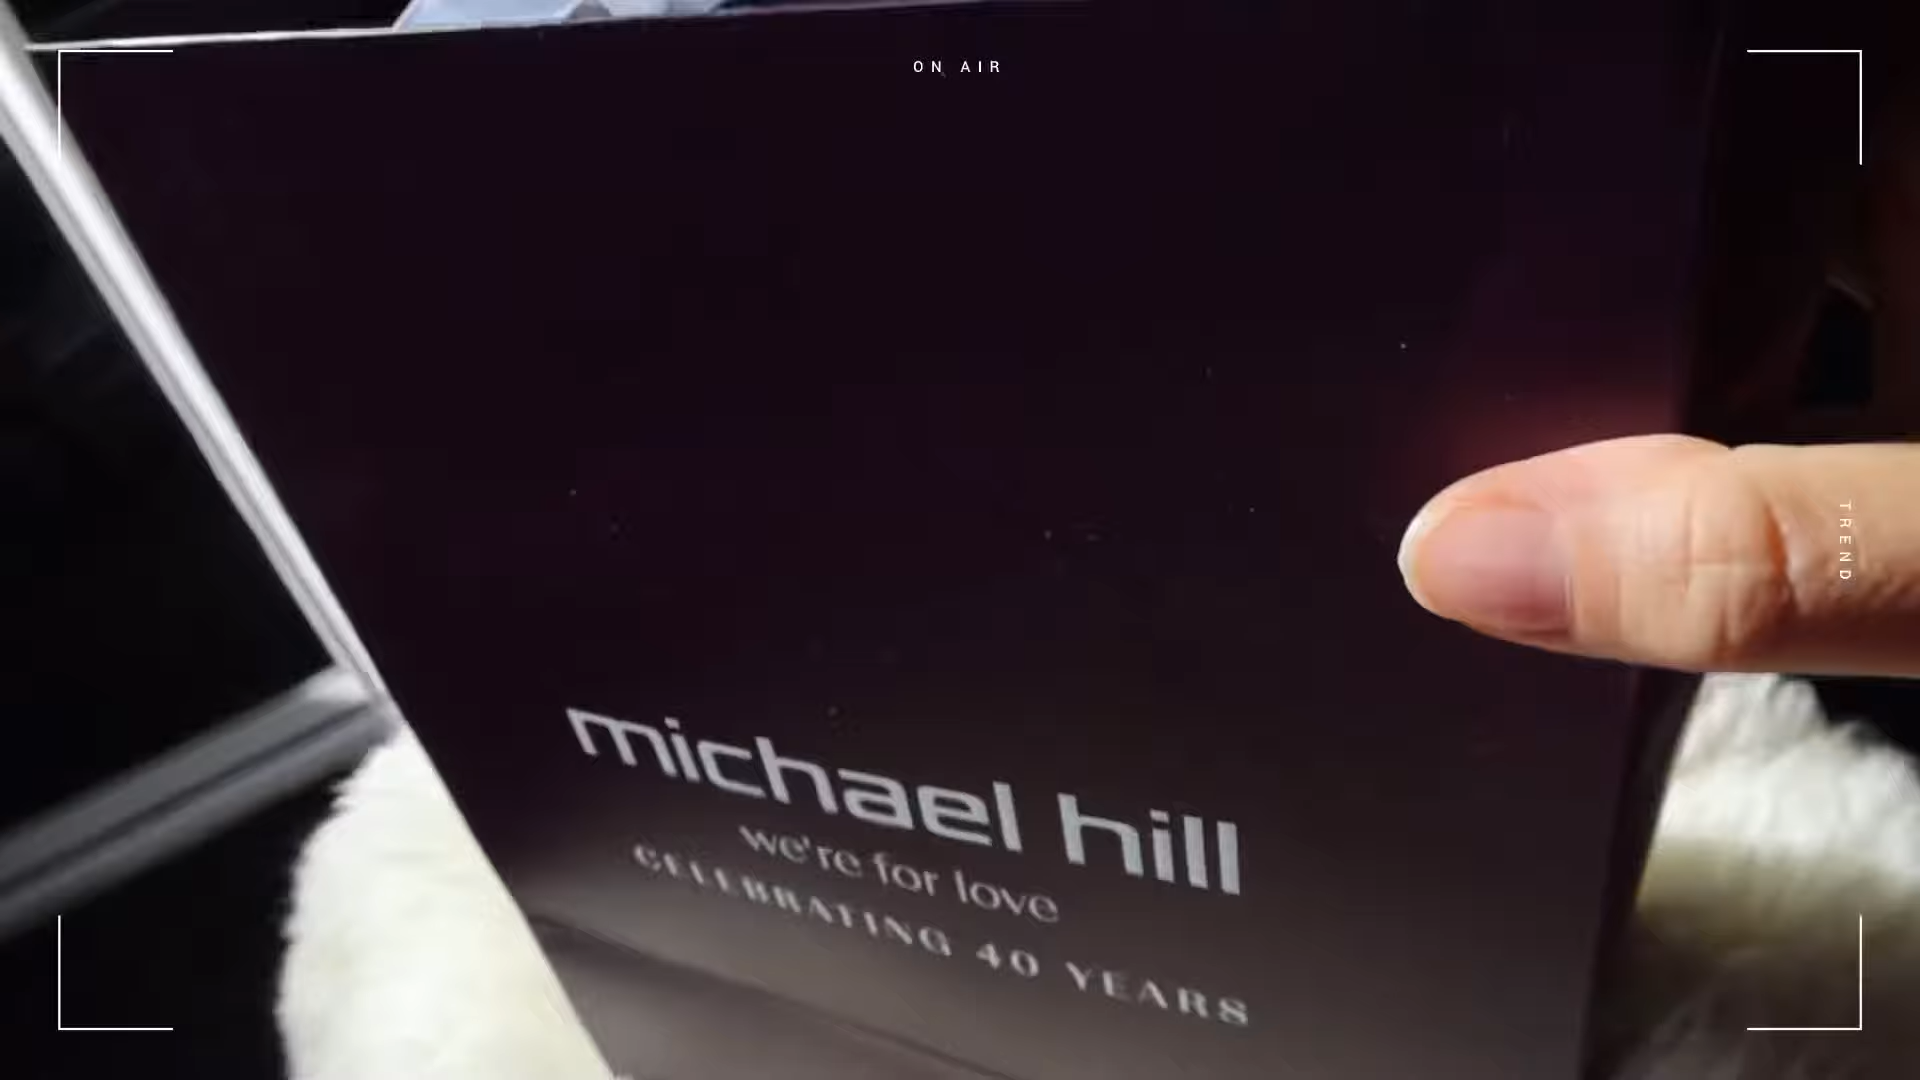 ON AIR
TREND
michael hill
we're for love
CELEBRATING 40 YEARS